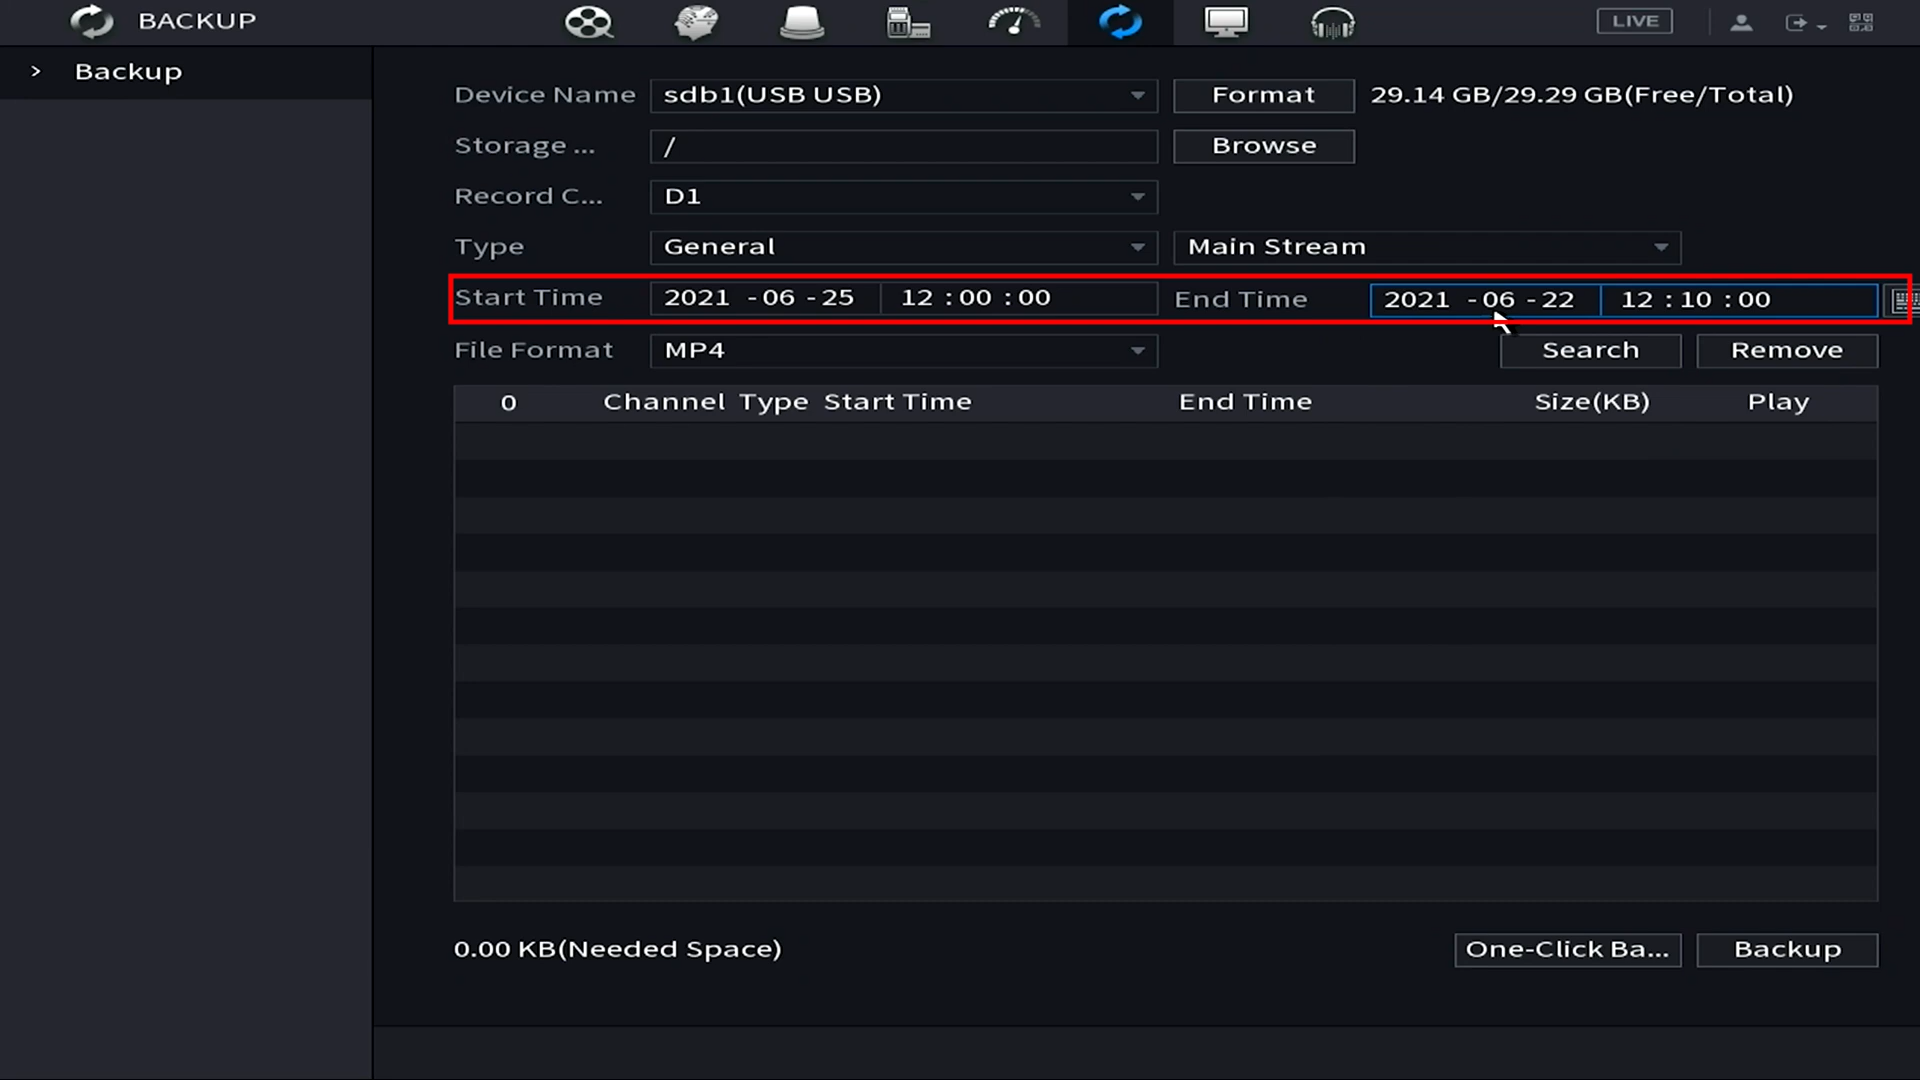 BACKUP LIVE
> Backup
Device Name sdb1(USB USB) Format 29.14 GB/29.29 GB(Free/Total)
Storage ... / Browse
Record C... D1
Type General Main Stream
Start Time 2021 -06 -25 12 :00 :00 End Time 2021 -06 -22 12 :10 :00
File Format MP4 Search Remove
0 Channel Type Start Time End Time Size(KB) Play
0.00 KB(Needed Space) One-Click Ba... Backup